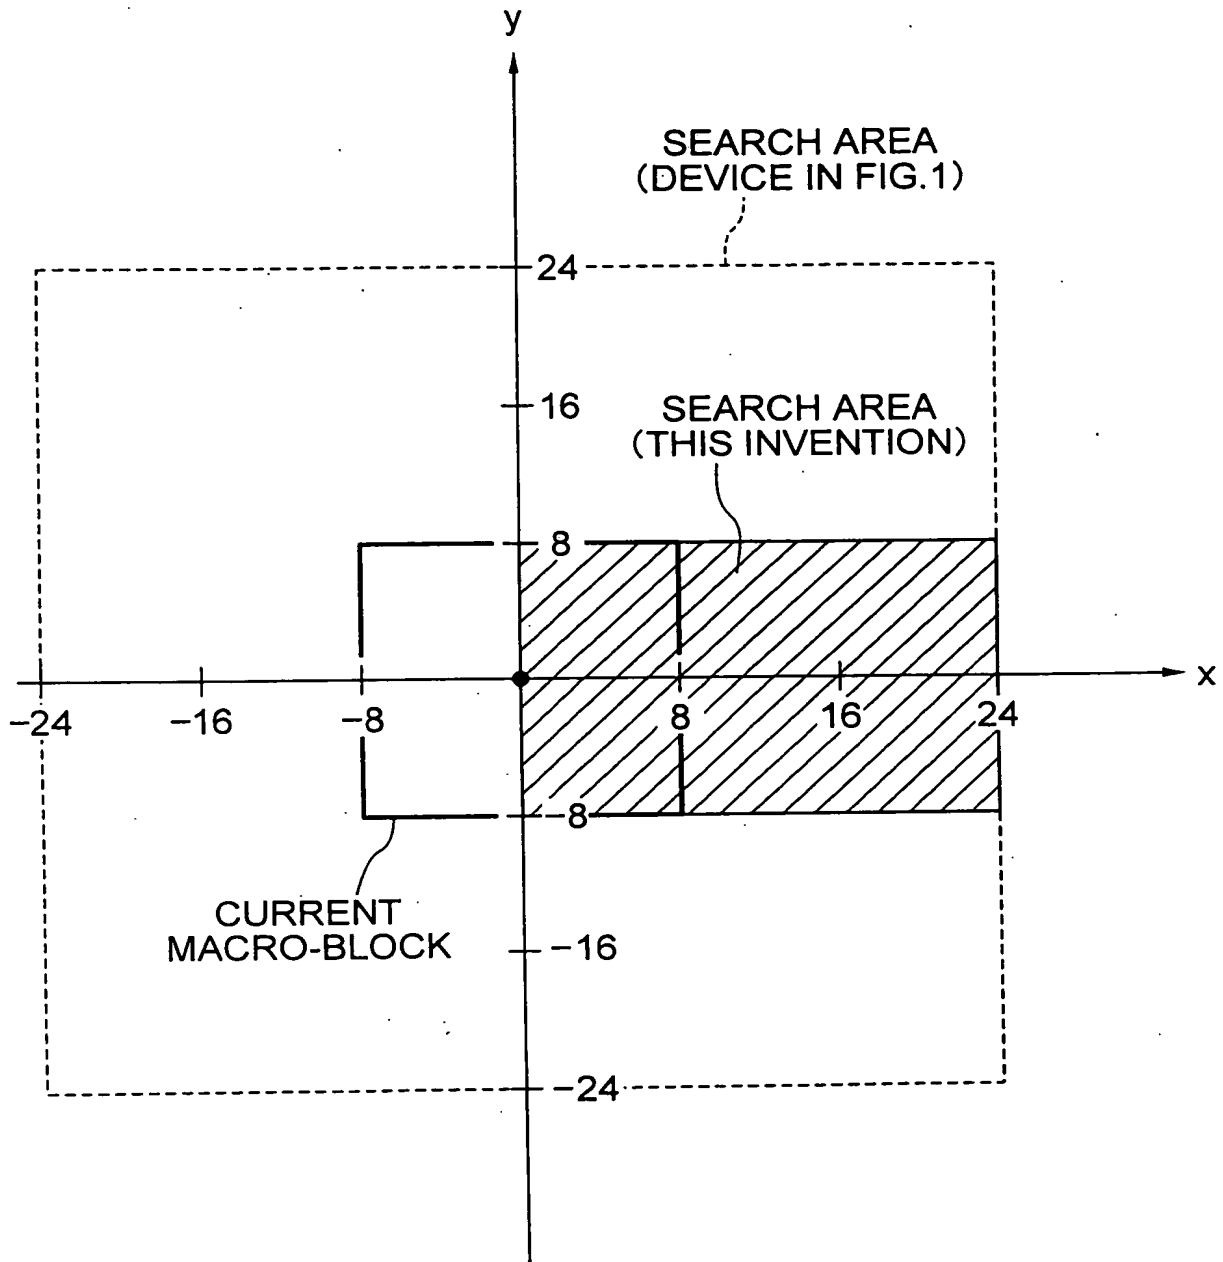 y
SEARCH AREA
(DEVICE IN FIG.1)
24
16
SEARCH AREA
(THIS INVENTION)
8
x
−24 −16 −8 8 16 24
−8
CURRENT
MACRO-BLOCK
−16
−24